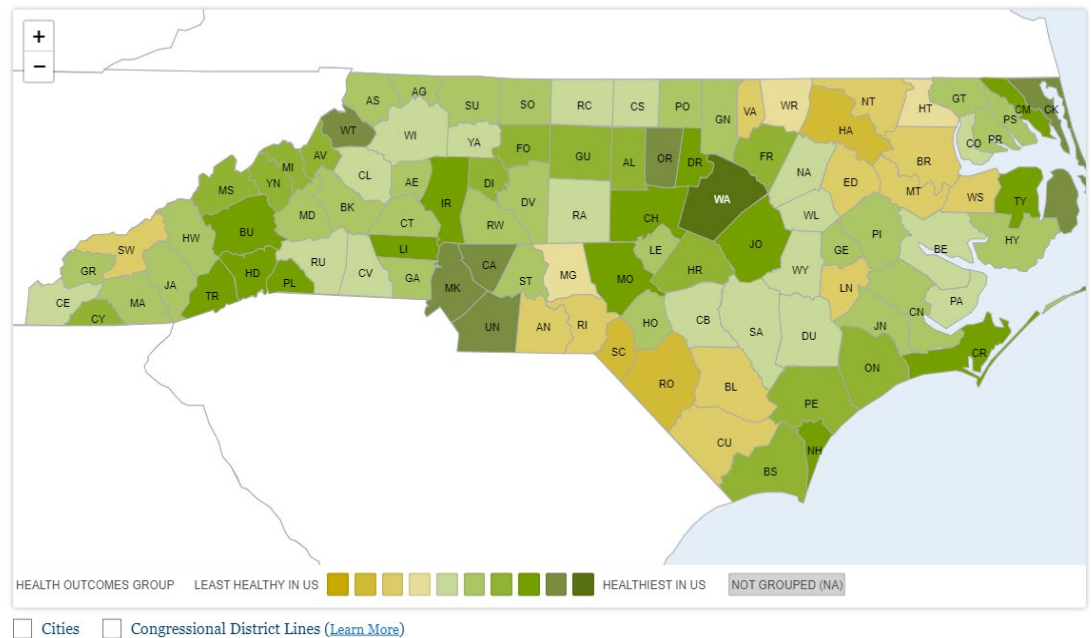 +
−
AS AG SU SO RC CS PO GN VA WR NT HT GT CM CK
WT WI YA FO GU AL OR DR FR HA CO PR PS
AV MI YN MS CL AE IR DI DV RA CH WA NA ED BR MT WS TY
MD BK CT RW WL
SW HW BU LI JO GE PI BE HY
GR JA HD RU CV GA CA ST MG MO LE HR WY LN PA
CE MA TR PL MK
CY UN AN RI HO CB SA DU JN CN
SC RO BL ON CR
CU PE
BS NH
HEALTH OUTCOMES GROUP LEAST HEALTHY IN US HEALTHIEST IN US NOT GROUPED (NA)
Cities Congressional District Lines (Learn More)